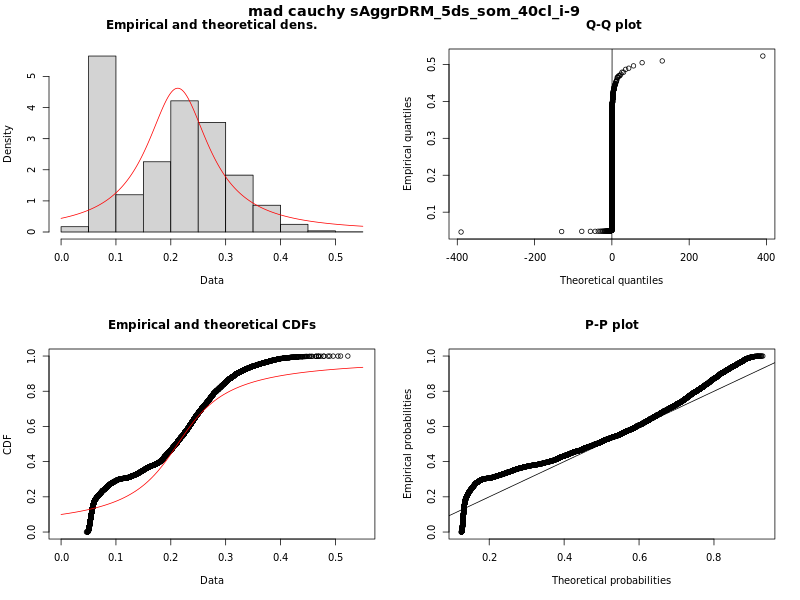 mad cauchy sAggrDRM_5ds_som_40cl_i-9
Empirical and theoretical dens.
Density
0 1 2 3 4 5
0.0 0.1 0.2 0.3 0.4 0.5
Data
Q-Q plot
Empirical quantiles
0.1 0.2 0.3 0.4 0.5
-400 -200 0 200 400
Theoretical quantiles
Empirical and theoretical CDFs
CDF
0.0 0.2 0.4 0.6 0.8 1.0
0.0 0.1 0.2 0.3 0.4 0.5
Data
P-P plot
Empirical probabilities
0.0 0.2 0.4 0.6 0.8 1.0
0.2 0.4 0.6 0.8
Theoretical probabilities